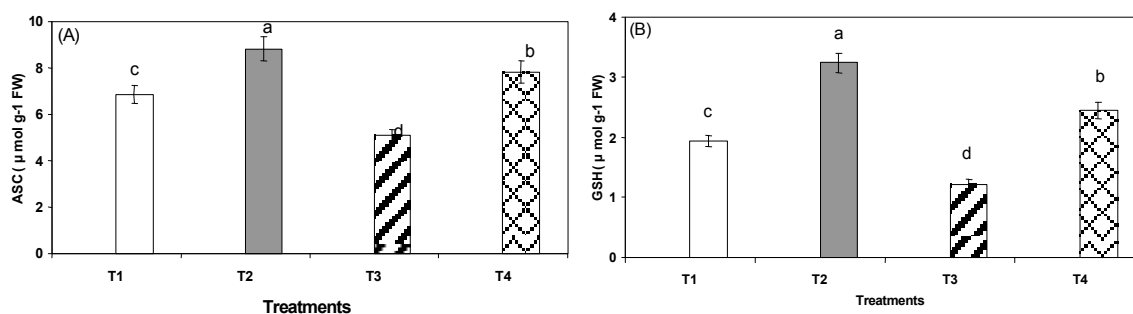 (A)
ASC ( µ mol g-1 FW)
10
8
6
4
2
0
c
a
d
b
T1 T2 T3 T4
Treatments
(B)
GSH ( µ mol g-1 FW)
4
3
2
1
0
c
a
d
b
T1 T2 T3 T4
Treatments